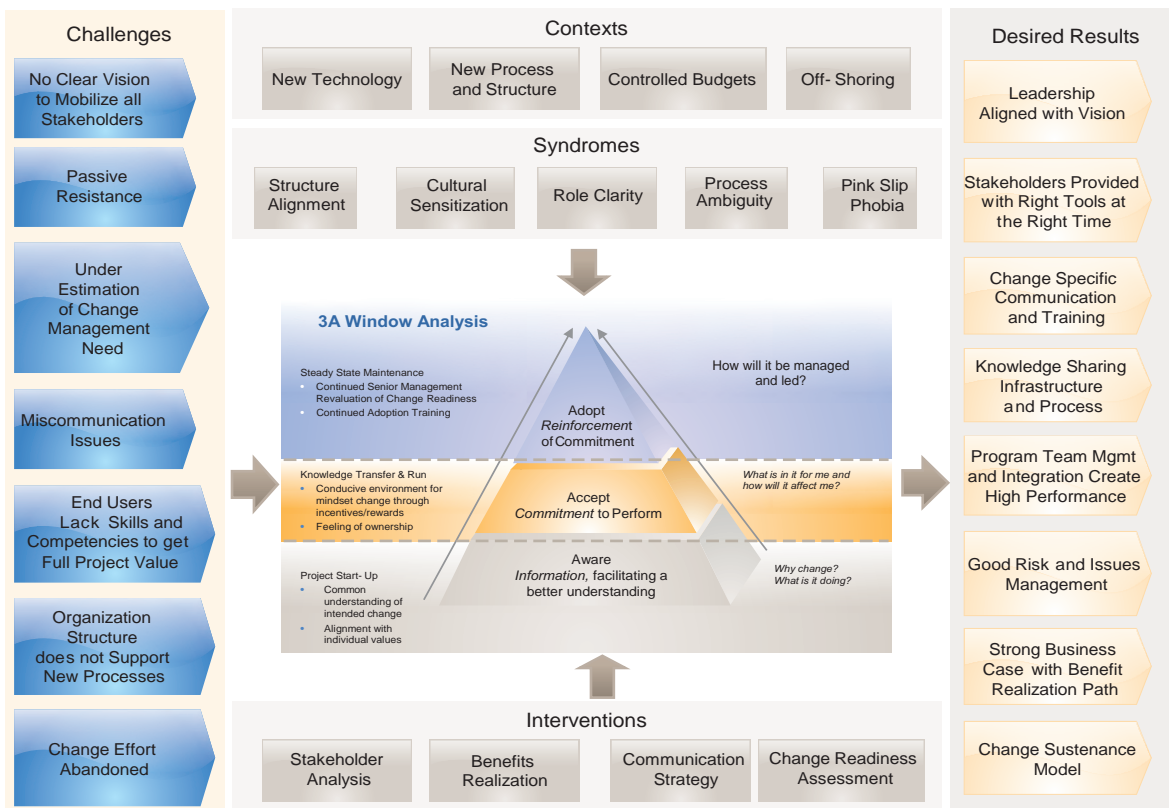 Challenges
No Clear Vision
to Mobilize all
Stakeholders
Passive
Resistance
Under
Estimation
of Change
Management
Need
Miscommunication
Issues
End Users
Lack Skills and
Competencies to get
Full Project Value
Organization
Structure
does not Support
New Processes
Change Effort
Abandoned
Contexts
New Technology
New Process
and Structure
Controlled Budgets
Off- Shoring
Syndromes
Structure
Alignment
Cultural
Sensitization
Role Clarity
Process
Ambiguity
Pink Slip
Phobia
3A Window Analysis
Steady State Maintenance
• Continued Senior Management
Revaluation of Change Readiness
• Continued Adoption Training
Adopt
Reinforcement
of Commitment
How will it be managed
and led?
Knowledge Transfer & Run
• Conducive environment for
mindset change through
incentives/rewards
• Feeling of ownership
Accept
Commitment to Perform
What is in it for me and
how will it affect me?
Project Start- Up
• Common
understanding of
intended change
• Alignment with
individual values
Aware
Information, facilitating a
better understanding
Why change?
What is it doing?
Interventions
Stakeholder
Analysis
Benefits
Realization
Communication
Strategy
Change Readiness
Assessment
Desired Results
Leadership
Aligned with Vision
Stakeholders Provided
with Right Tools at
the Right Time
Change Specific
Communication
and Training
Knowledge Sharing
Infrastructure
and Process
Program Team Mgmt
and Integration Create
High Performance
Good Risk and Issues
Management
Strong Business
Case with Benefit
Realization Path
Change Sustenance
Model